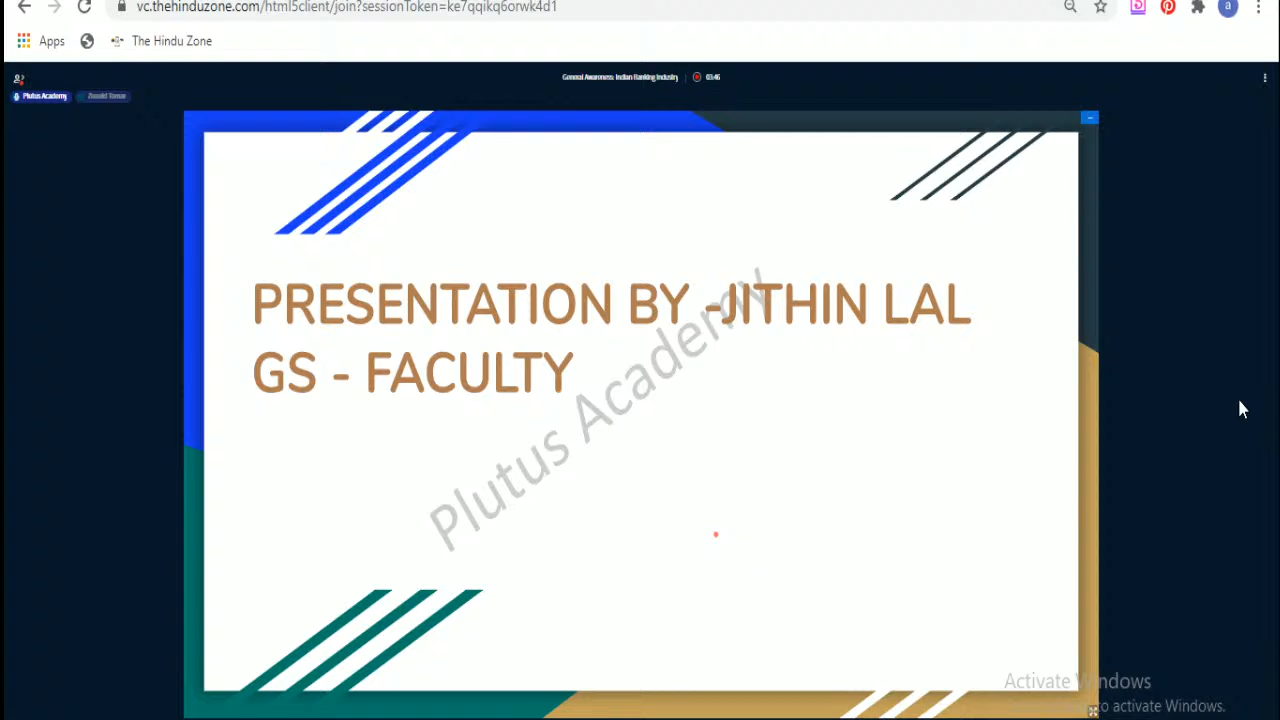 vc.thehinduzone.com/html5client/join?sessionToken=ke7qqikq6orwk4d1
a
Apps
The Hindu Zone
General Awareness: Indian Banking Industry
03:46
Plutus Academy
PRESENTATION BY -JITHIN LAL
GS - FACULTY
Plutus Academy
Activate Windows
to activate Windows.